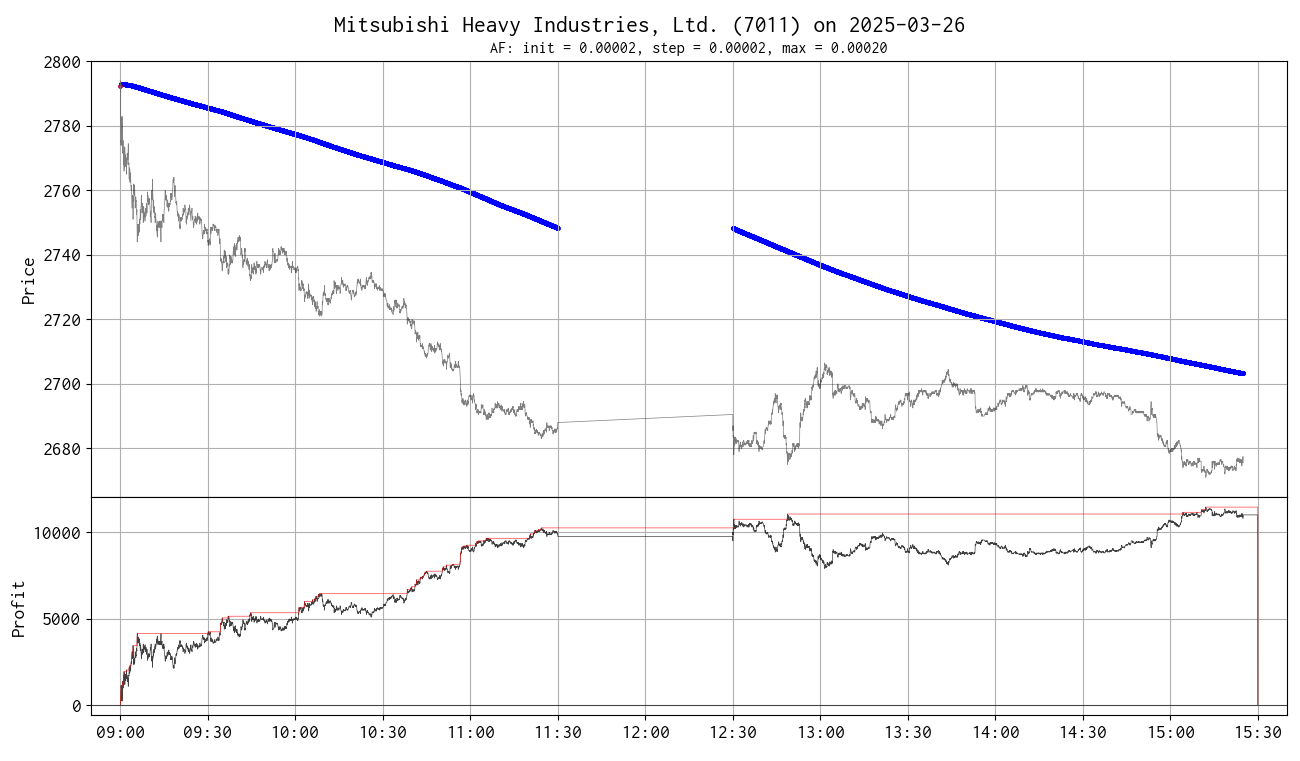 Mitsubishi Heavy Industries, Ltd. (7011) on 2025-03-26
AF: init = 0.00002, step = 0.00002, max = 0.00020
2800
2780
2760
2740
2720
2700
2680
Price
10000
5000
0
Profit
09:00 09:30 10:00 10:30 11:00 11:30 12:00 12:30 13:00 13:30 14:00 14:30 15:00 15:30